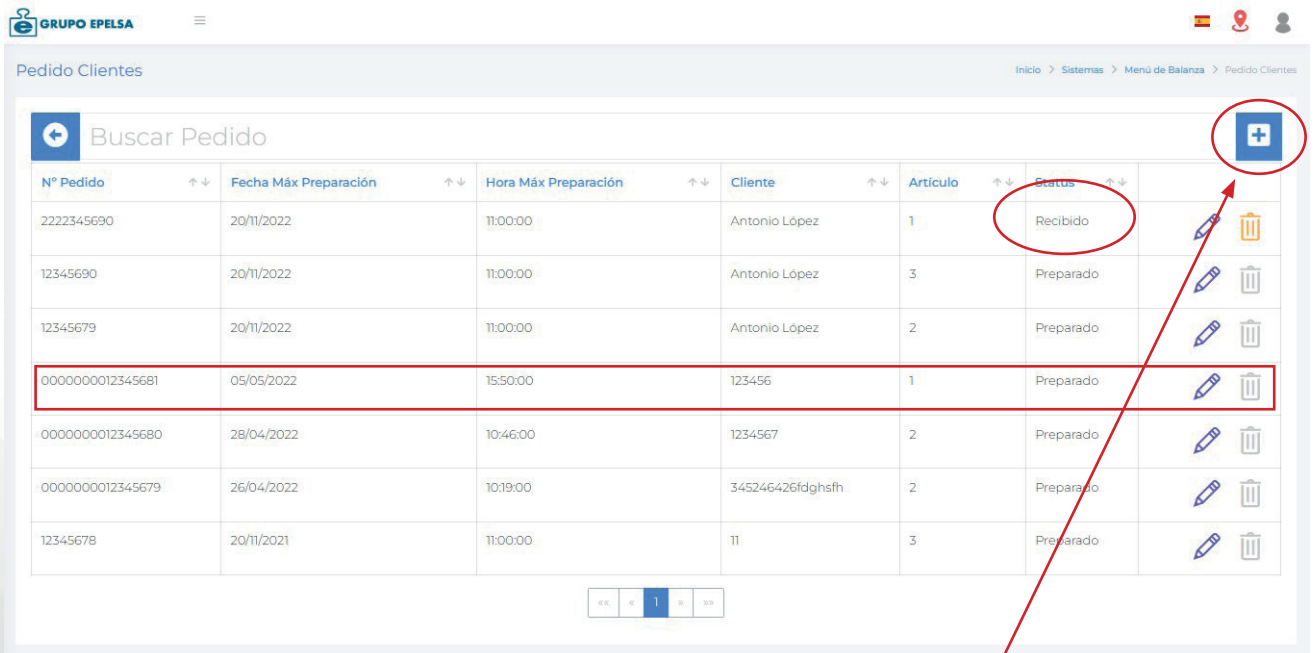 e GRUPO EPELSA
Pedido Clientes
Inicio > Sistemas > Menú de Balanza > Pedido Clientes
Buscar Pedido
Nº Pedido Fecha Máx Preparación Hora Máx Preparación Cliente Artículo Status
2222345690 20/11/2022 11:00:00 Antonio López 1 Recibido
12345690 20/11/2022 11:00:00 Antonio López 3 Preparado
12345679 20/11/2022 11:00:00 Antonio López 2 Preparado
0000000012345681 05/05/2022 15:50:00 123456 1 Preparado
0000000012345680 28/04/2022 10:46:00 1234567 2 Preparado
0000000012345679 26/04/2022 10:19:00 345246426fdghsfh 2 Preparado
12345678 20/11/2021 11:00:00 11 3 Preparado
«« « 1 » »»